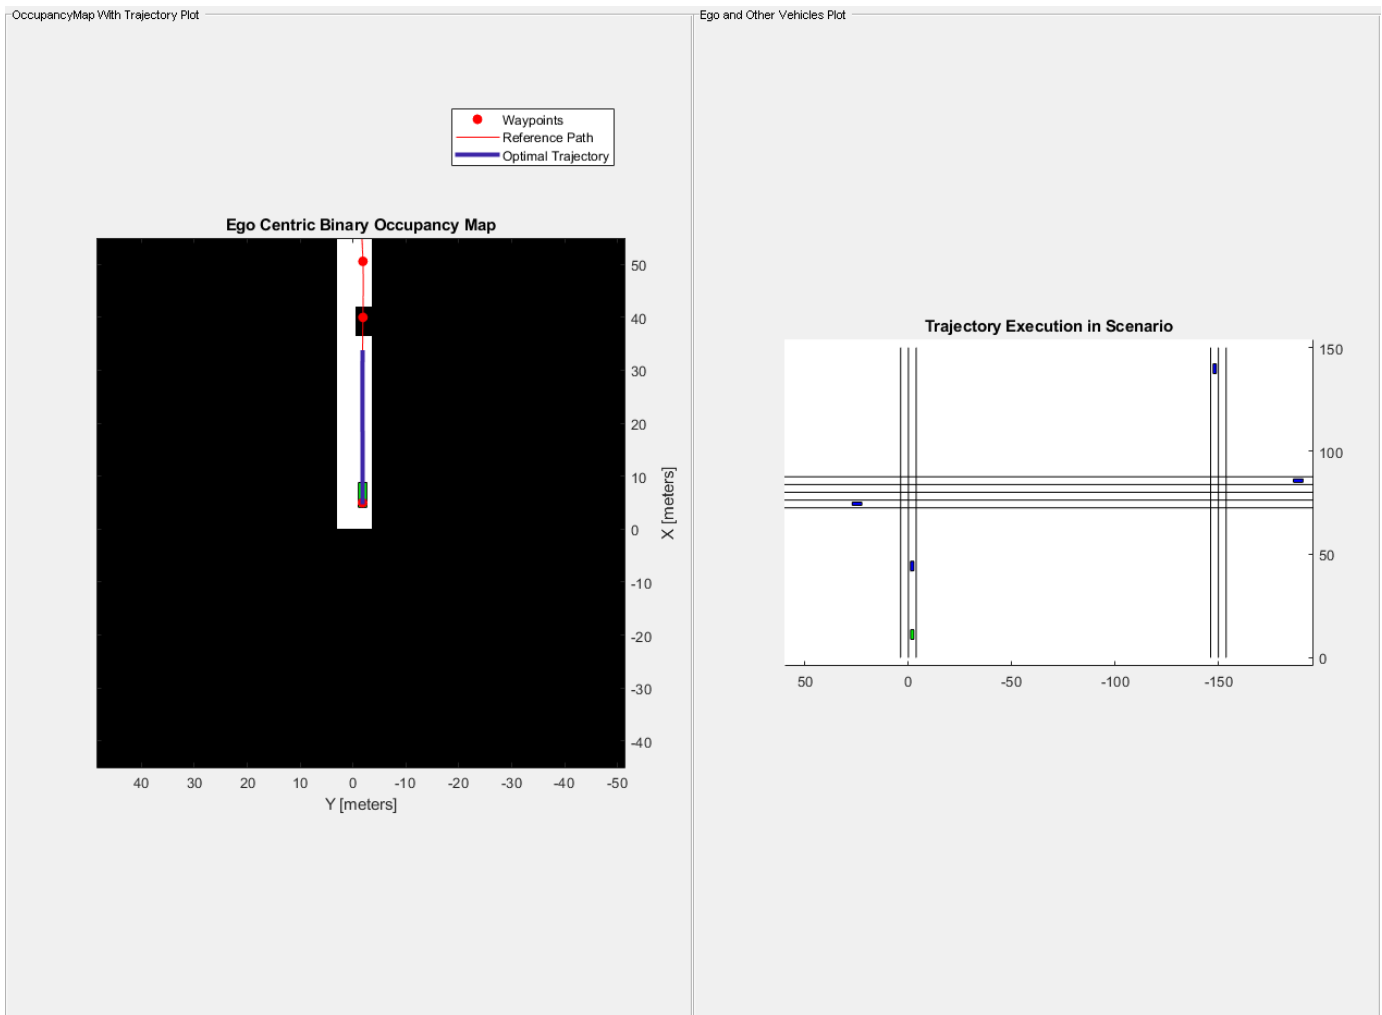 OccupancyMap With Trajectory Plot
Waypoints
Reference Path
Optimal Trajectory
Ego Centric Binary Occupancy Map
50
40
30
20
10
0
-10
-20
-30
-40
X [meters]
40 30 20 10 0 -10 -20 -30 -40 -50
Y [meters]
Ego and Other Vehicles Plot
Trajectory Execution in Scenario
150
100
50
0
50 0 -50 -100 -150